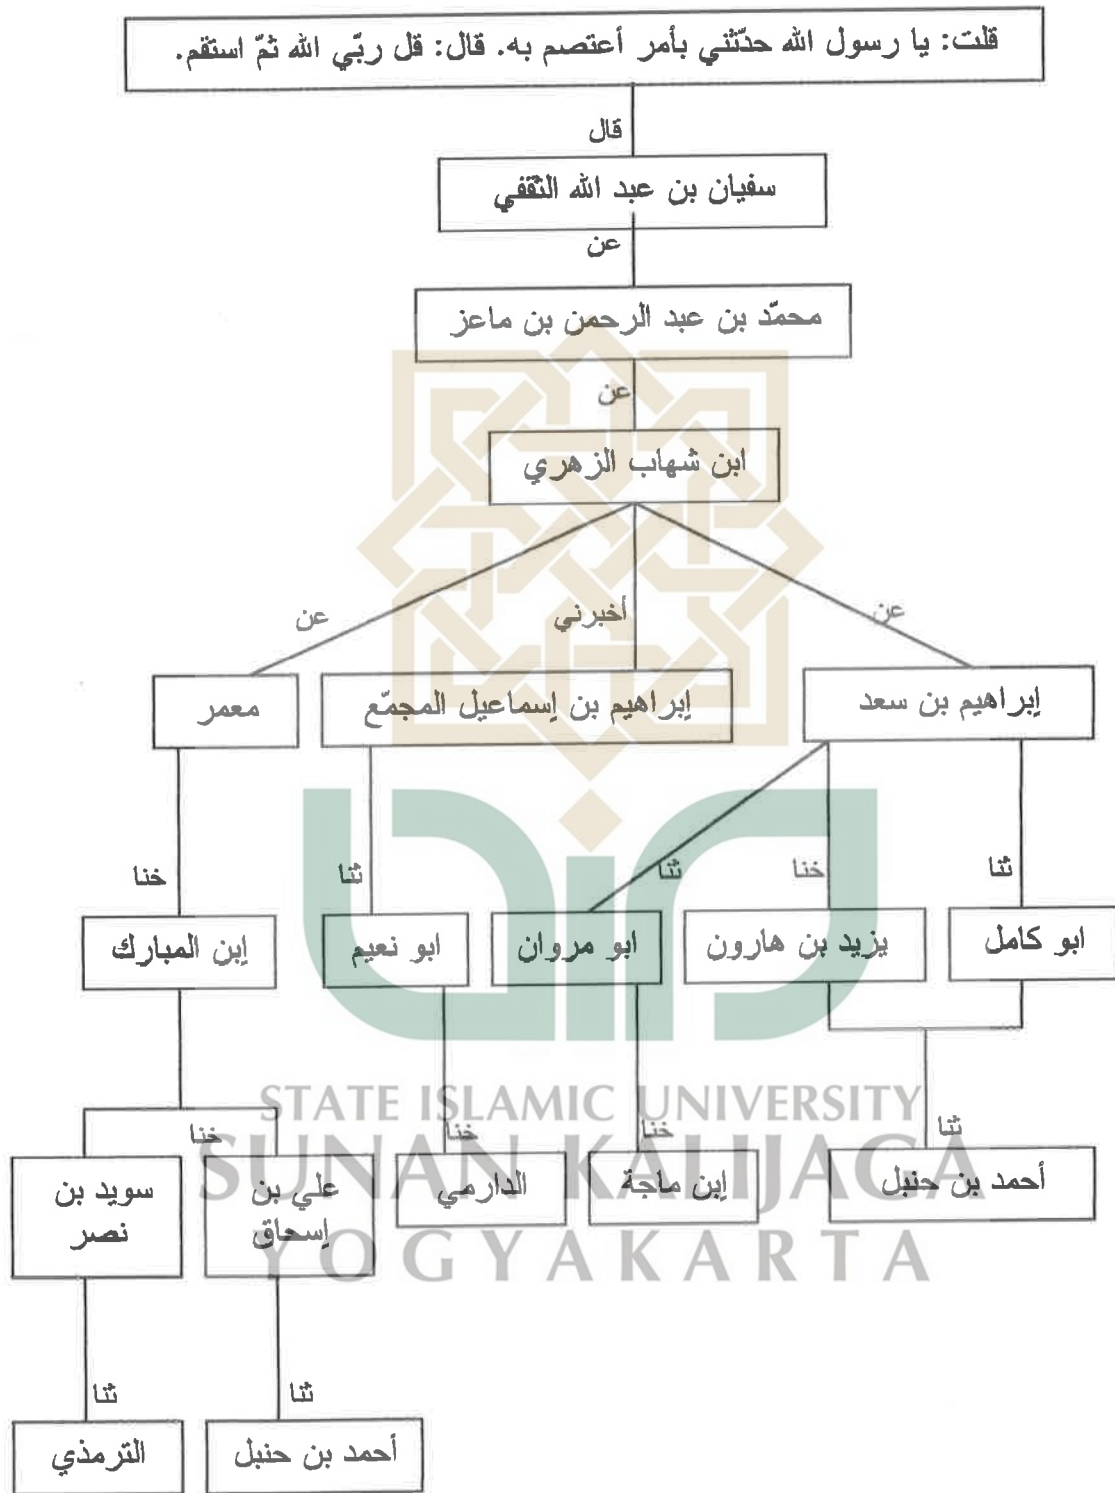 قلت: يا رسول الله حدّثني بأمر أعتصم به. قال: قل ربّي الله ثمّ استقم.
قال
سفيان بن عبد الله الثقفي
عن
محمّد بن عبد الرحمن بن ماعز
عن
ابن شهاب الزهري
عن
أخبرني
عن
إبراهيم بن سعد
إبراهيم بن إسماعيل المجمّع
معمر
ثنا
خنا
ثنا
ثنا
خنا
ابو كامل
يزيد بن هارون
ابو مروان
ابو نعيم
إبن المبارك
STATE ISLAMIC UNIVERSITY
SUNAN KALIJAGA
YOGYAKARTA
ثنا
خنا
خنا
خنا
أحمد بن حنبل
إبن ماجة
الدارمي
علي بن
إسحاق
سويد بن
نصر
ثنا
ثنا
أحمد بن حنبل
الترمذي